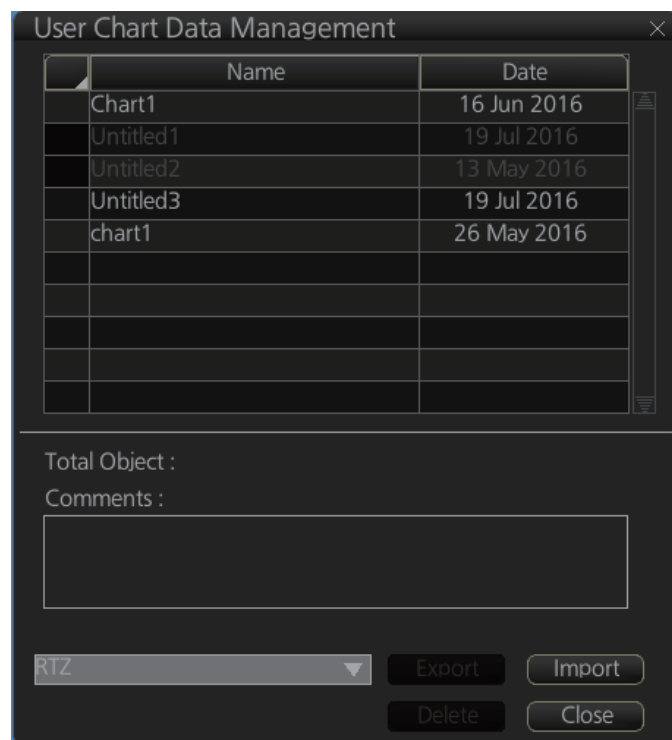 User Chart Data Management
Name Date
Chart1 16 Jun 2016
Untitled1 19 Jul 2016
Untitled2 13 May 2016
Untitled3 19 Jul 2016
chart1 26 May 2016
Total Object :
Comments :
RTZ Export Import
Delete Close